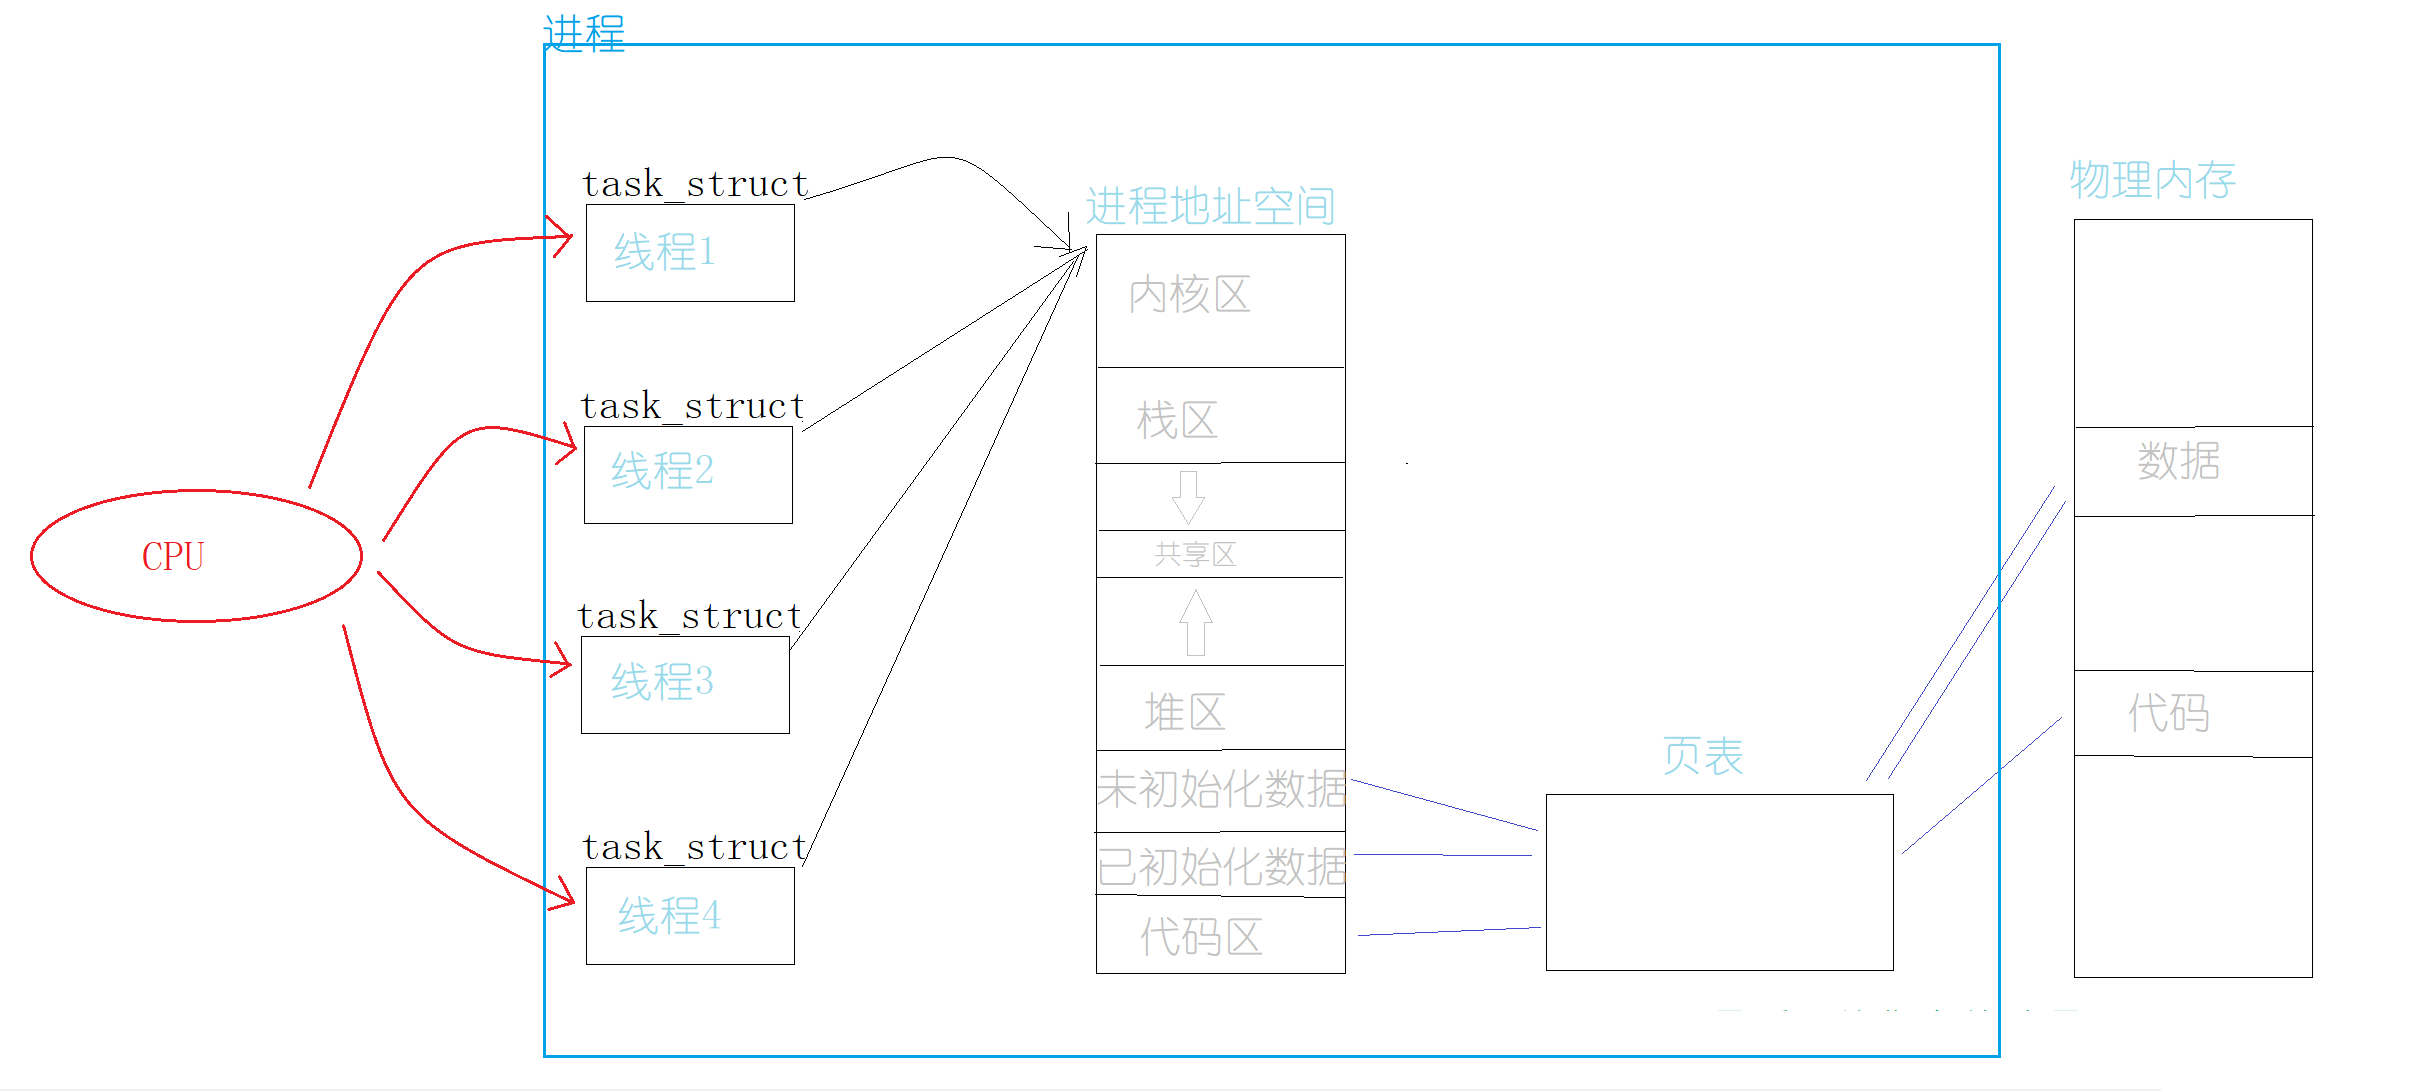 进程
task_struct
线程1
task_struct
线程2
task_struct
线程3
task_struct
线程4
CPU
进程地址空间
内核区
栈区
共享区
堆区
未初始化数据
已初始化数据
代码区
页表
物理内存
数据
代码